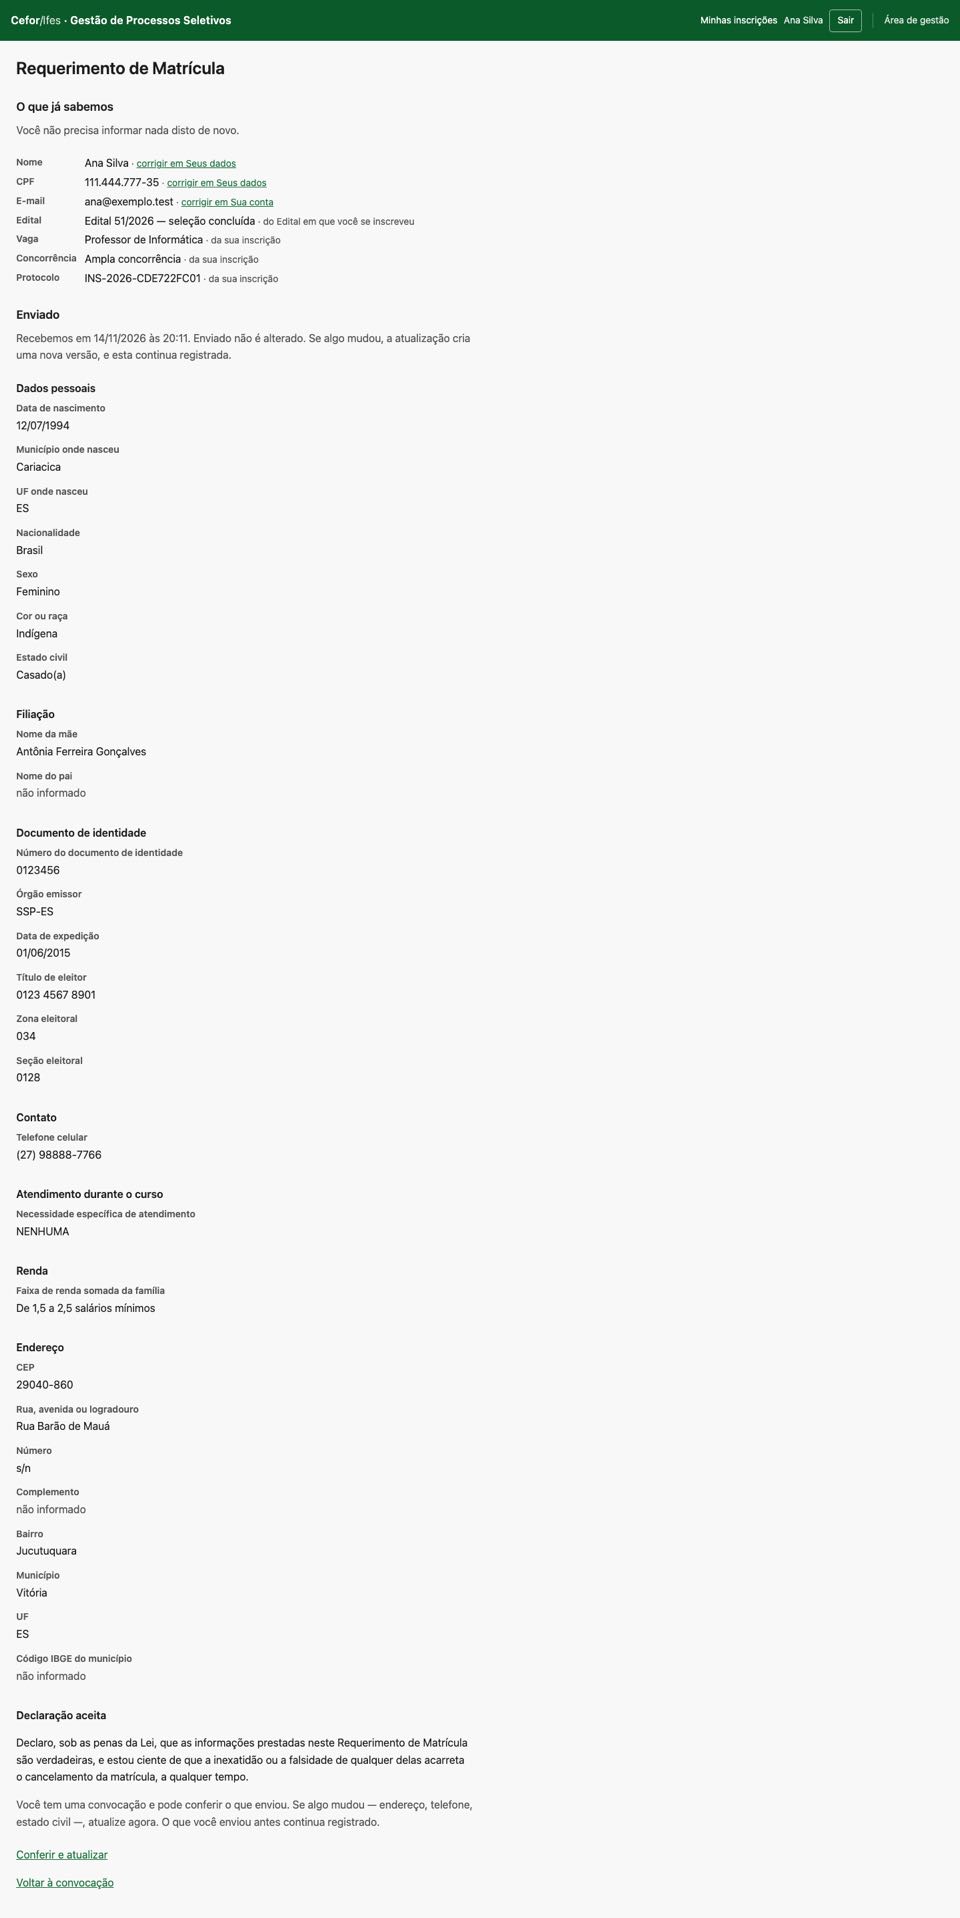 Cefor/Ifes · Gestão de Processos Seletivos
Minhas inscrições Ana Silva Sair Área de gestão
Requerimento de Matrícula
O que já sabemos
Você não precisa informar nada disto de novo.
Nome Ana Silva · corrigir em Seus dados
CPF 111.444.777-35 · corrigir em Seus dados
E-mail ana@exemplo.test · corrigir em Sua conta
Edital Edital 51/2026 — seleção concluída · do Edital em que você se inscreveu
Vaga Professor de Informática · da sua inscrição
Concorrência Ampla concorrência · da sua inscrição
Protocolo INS-2026-CDE722FC01 · da sua inscrição
Enviado
Recebemos em 14/11/2026 às 20:11. Enviado não é alterado. Se algo mudou, a atualização cria
uma nova versão, e esta continua registrada.
Dados pessoais
Data de nascimento
12/07/1994
Município onde nasceu
Cariacica
UF onde nasceu
ES
Nacionalidade
Brasil
Sexo
Feminino
Cor ou raça
Indígena
Estado civil
Casado(a)
Filiação
Nome da mãe
Antônia Ferreira Gonçalves
Nome do pai
não informado
Documento de identidade
Número do documento de identidade
0123456
Órgão emissor
SSP-ES
Data de expedição
01/06/2015
Título de eleitor
0123 4567 8901
Zona eleitoral
034
Seção eleitoral
0128
Contato
Telefone celular
(27) 98888-7766
Atendimento durante o curso
Necessidade específica de atendimento
NENHUMA
Renda
Faixa de renda somada da família
De 1,5 a 2,5 salários mínimos
Endereço
CEP
29040-860
Rua, avenida ou logradouro
Rua Barão de Mauá
Número
s/n
Complemento
não informado
Bairro
Jucutuquara
Município
Vitória
UF
ES
Código IBGE do município
não informado
Declaração aceita
Declaro, sob as penas da Lei, que as informações prestadas neste Requerimento de Matrícula
são verdadeiras, e estou ciente de que a inexatidão ou a falsidade de qualquer delas acarreta
o cancelamento da matrícula, a qualquer tempo.
Você tem uma convocação e pode conferir o que enviou. Se algo mudou — endereço, telefone,
estado civil —, atualize agora. O que você enviou antes continua registrado.
Conferir e atualizar
Voltar à convocação